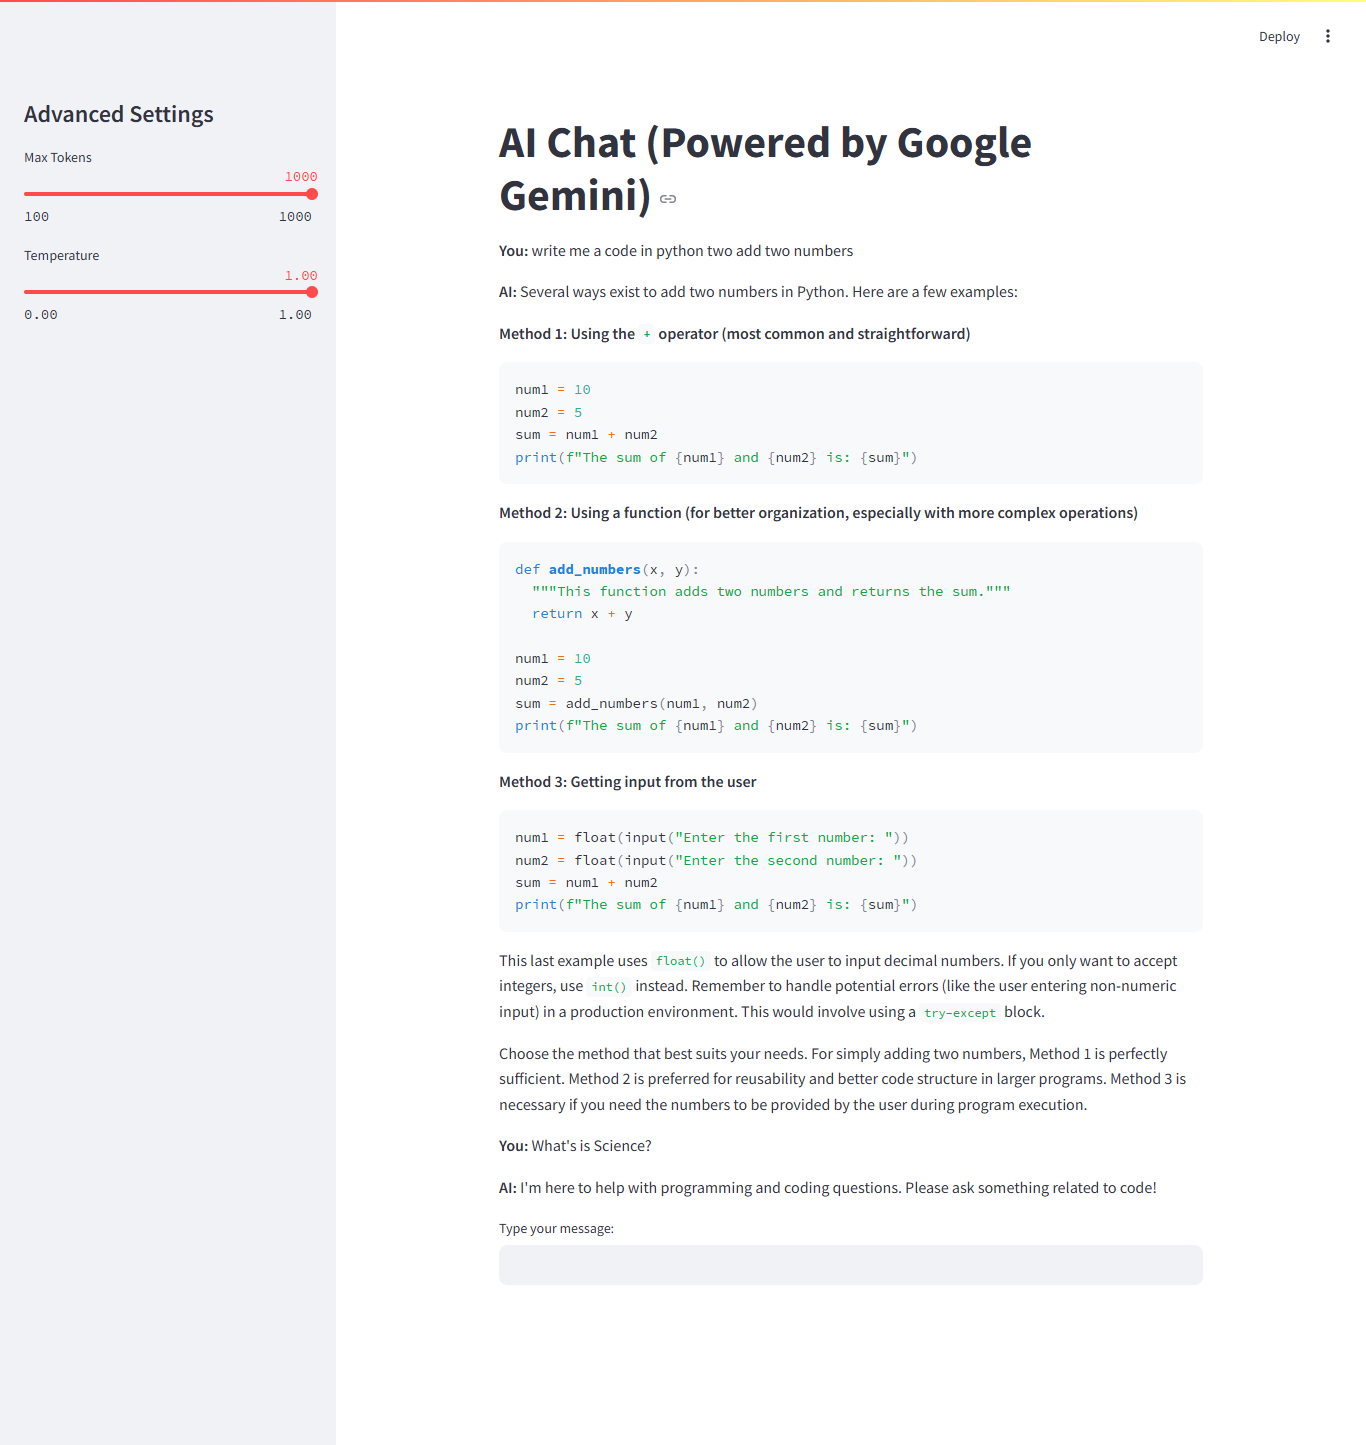 Deploy
Advanced Settings
Max Tokens
1000
100 1000
Temperature
1.00
0.00 1.00
AI Chat (Powered by Google
Gemini)
You: write me a code in python two add two numbers
AI: Several ways exist to add two numbers in Python. Here are a few examples:
Method 1: Using the + operator (most common and straightforward)
num1 = 10
num2 = 5
sum = num1 + num2
print(f"The sum of {num1} and {num2} is: {sum}")
Method 2: Using a function (for better organization, especially with more complex operations)
def add_numbers(x, y):
  """This function adds two numbers and returns the sum."""
  return x + y

num1 = 10
num2 = 5
sum = add_numbers(num1, num2)
print(f"The sum of {num1} and {num2} is: {sum}")
Method 3: Getting input from the user
num1 = float(input("Enter the first number: "))
num2 = float(input("Enter the second number: "))
sum = num1 + num2
print(f"The sum of {num1} and {num2} is: {sum}")
This last example uses float() to allow the user to input decimal numbers. If you only want to accept
integers, use int() instead. Remember to handle potential errors (like the user entering non-numeric
input) in a production environment. This would involve using a try-except block.
Choose the method that best suits your needs. For simply adding two numbers, Method 1 is perfectly
sufficient. Method 2 is preferred for reusability and better code structure in larger programs. Method 3 is
necessary if you need the numbers to be provided by the user during program execution.
You: What's is Science?
AI: I'm here to help with programming and coding questions. Please ask something related to code!
Type your message: